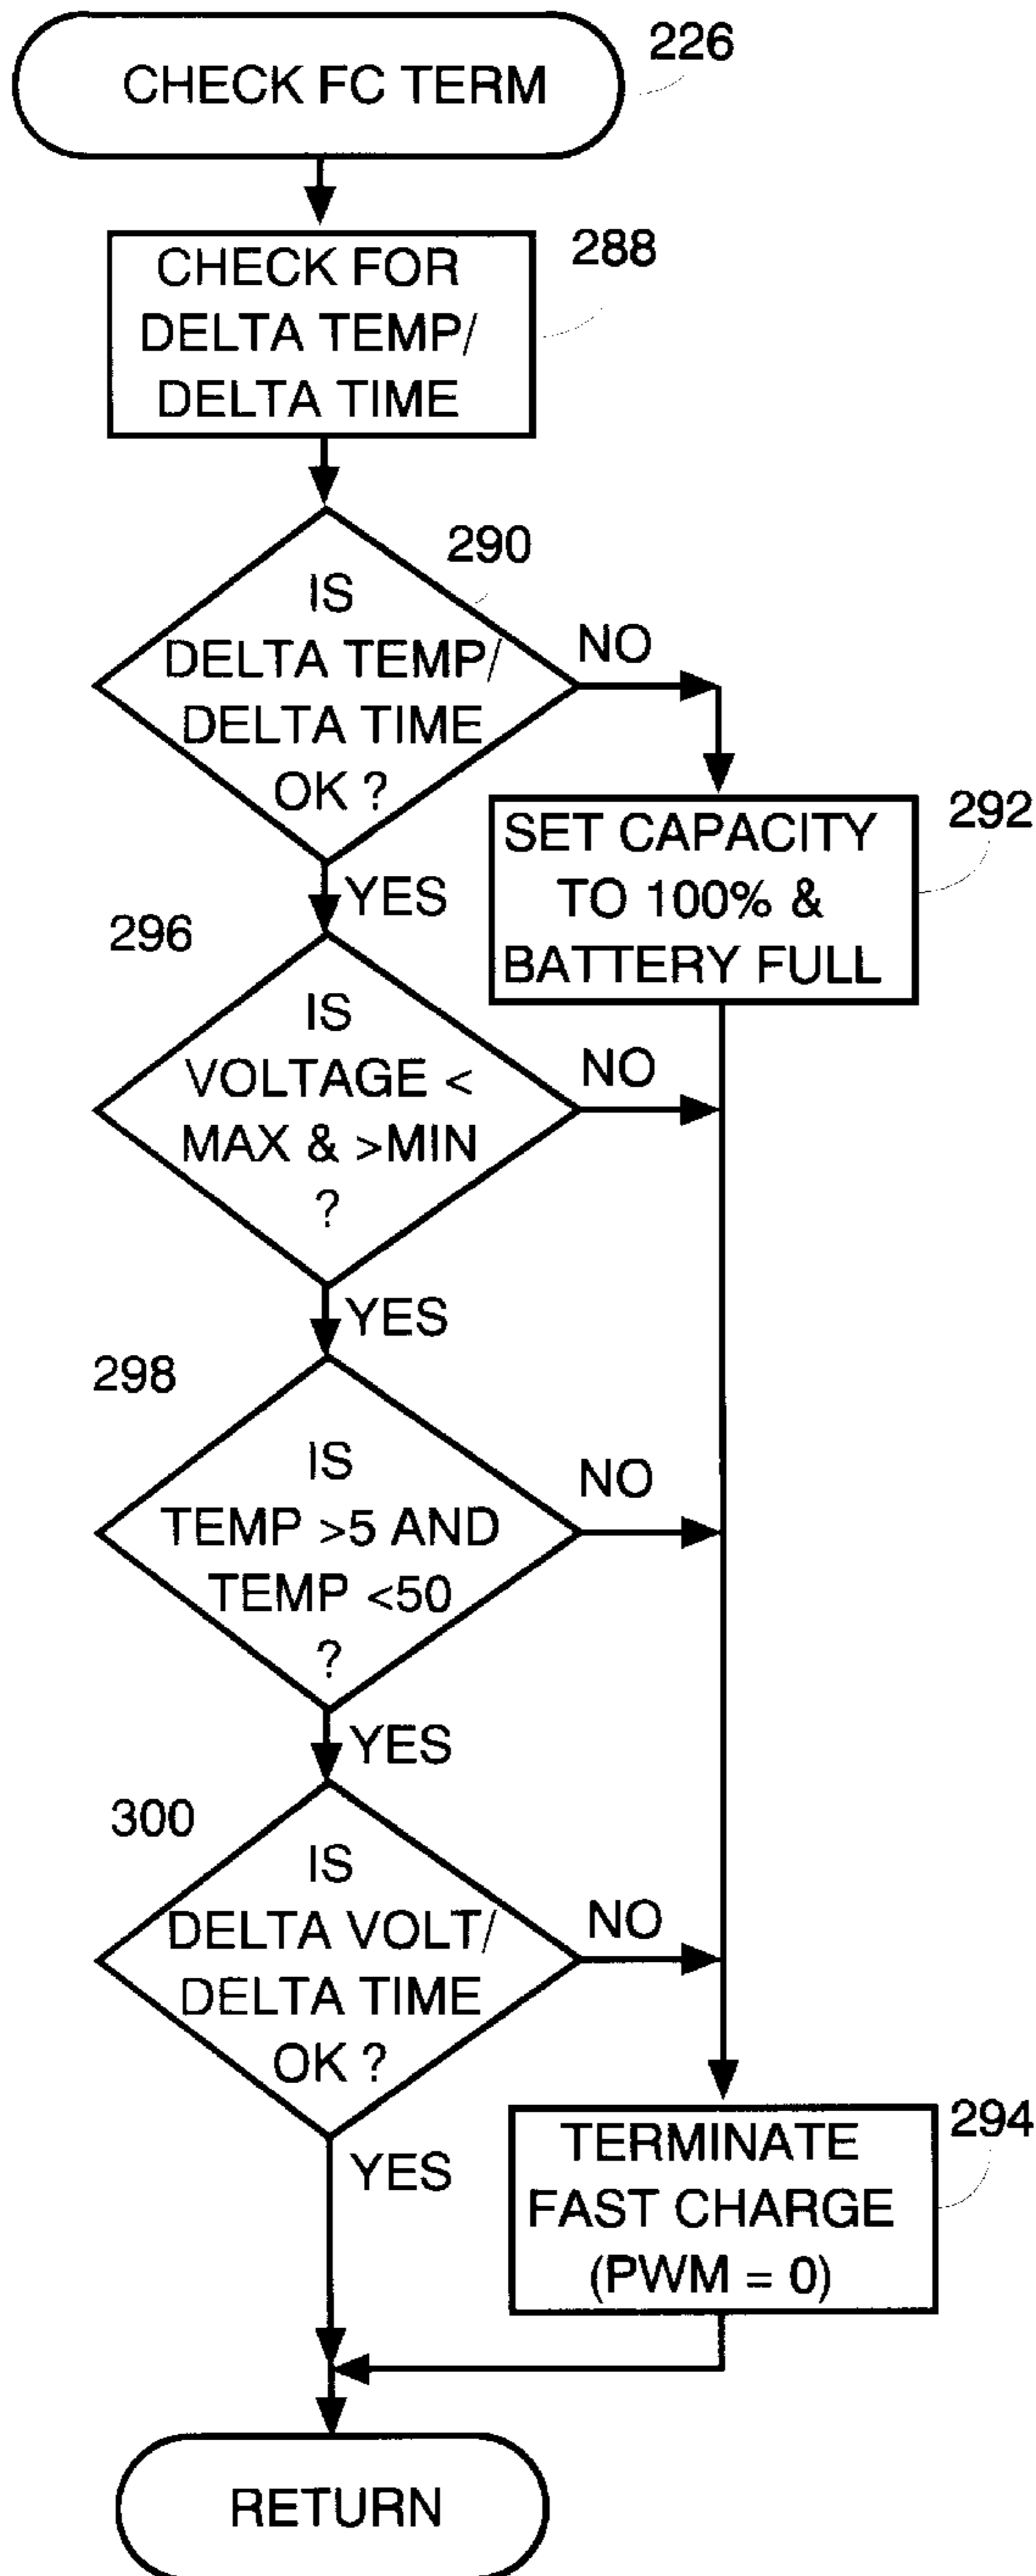 CHECK FC TERM
226
CHECK FOR
DELTA TEMP/
DELTA TIME
288
290
IS
DELTA TEMP/
DELTA TIME
OK ?
NO
YES
SET CAPACITY
TO 100% &
BATTERY FULL
292
296
IS
VOLTAGE <
MAX & >MIN
?
NO
YES
298
IS
TEMP >5 AND
TEMP <50
?
NO
YES
300
IS
DELTA VOLT/
DELTA TIME
OK ?
NO
YES
TERMINATE
FAST CHARGE
(PWM = 0)
294
RETURN